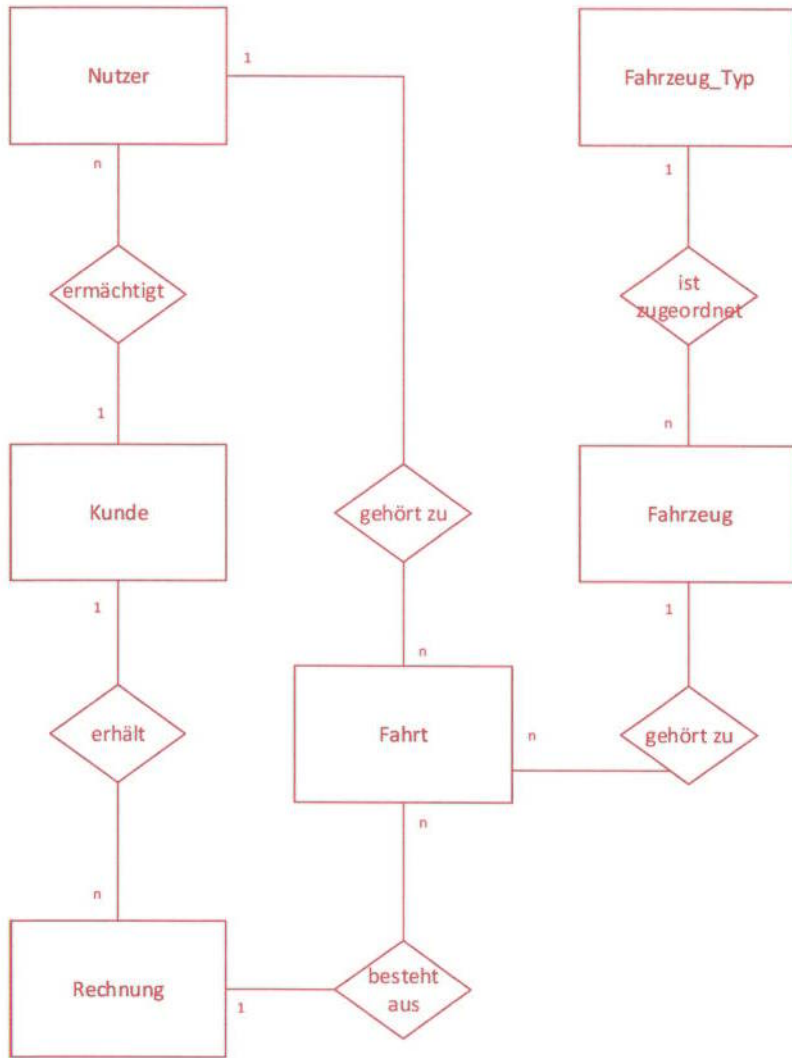 1
Nutzer
Fahrzeug_Typ
n
1
ermächtigt
ist
zugeordnet
1
n
Kunde
gehört zu
Fahrzeug
1
1
n
erhält
Fahrt
n
gehört zu
n
n
Rechnung
besteht
aus
1